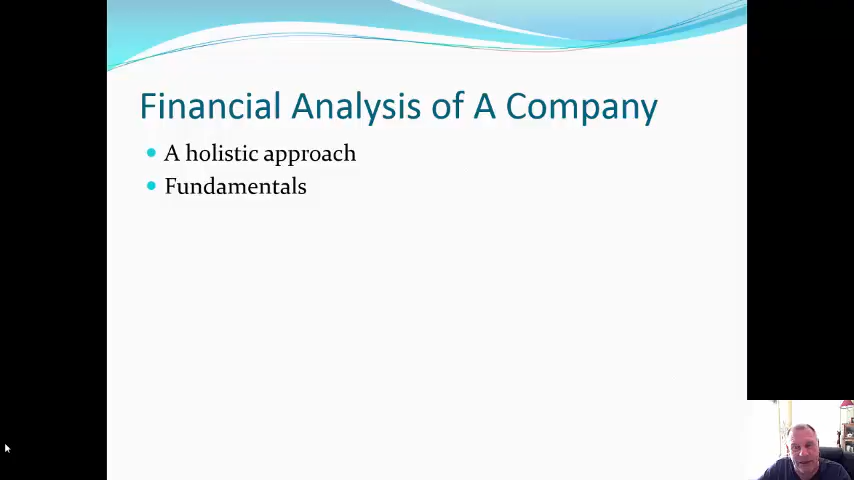 Financial Analysis of A Company
A holistic approach
Fundamentals